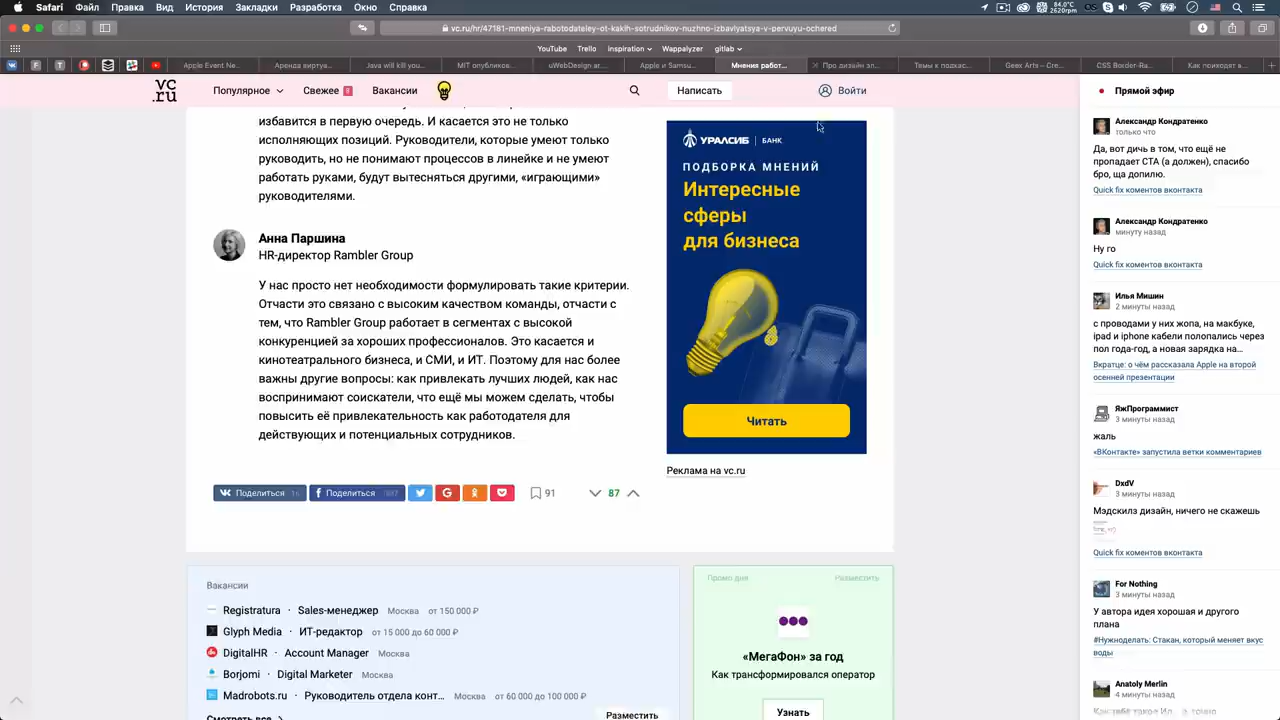 Safari Файл Правка Вид История Закладки Разработка Окно Справка
84.0°C
2620rpm
vc.ru/hr/47181-mneniya-rabotodateley-ot-kakih-sotrudnikov-nuzhno-izbavlyatsya-v-pervuyu-ochered
YouTube Trello inspiration Wappalyzer gitlab
Apple Event Ne... Аренда виртуа... Java kill you!... МІТ опубликов... uWebDesign ar... Apple и Samsu... Мнения работ... Про дизайн дл... Темы к подкас... Geex Arts – Cre... CSS Border-Ra... Как приходят в...
vc
.ru
Популярное Свежее Вакансии Написать Войти
избавится в первую очередь. И касается это не только
исполняющих позиций. Руководители, которые умеют только
руководить, но не понимают процессов в линейке и не умеют
работать руками, будут вытесняться другими, «играющими»
руководителями.
Анна Паршина
HR-директор Rambler Group
У нас просто нет необходимости формулировать такие критерии.
Отчасти это связано с высоким качеством команды, отчасти с
тем, что Rambler Group работает в сегментах с высокой
конкуренцией за хороших профессионалов. Это касается и
кинотеатрального бизнеса, и СМИ, и ИТ. Поэтому для нас более
важны другие вопросы: как привлекать лучших людей, как нас
воспринимают соискатели, что ещё мы можем сделать, чтобы
повысить её привлекательность как работодателя для
действующих и потенциальных сотрудников.
Поделиться Поделиться 91 87
УРАЛСИБ БАНК
ПОДБОРКА МНЕНИЙ
Интересные
сферы
для бизнеса
Читать
Реклама на vc.ru
Вакансии
Registratura · Sales-менеджер Москва от 150 000 ₽
Glyph Media · ИТ-редактор от 15 000 до 60 000 ₽
DigitalHR · Account Manager Москва
Borjomi · Digital Marketer Москва
Madrobots.ru · Руководитель отдела конт... Москва от 60 000 до 100 000 ₽
Смотреть все Разместить
Промо дня Разместить
«МегаФон» за год
Как трансформировался оператор
Узнать
Прямой эфир
Александр Кондратенко
только что
Да, вот дичь в том, что ещё не
пропадает СТА (а должен), спасибо
бро, ща допилю.
Quick fix коментов вконтакта
Александр Кондратенко
минуту назад
Ну го
Quick fix коментов вконтакта
Илья Мишин
2 минуты назад
с проводами у них жопа, на макбуке,
ipad и iphone кабели полопались через
пол года-год, а новая зарядка на...
Вкратце: о чём рассказала Apple на второй
осенней презентации
ЯжПрограммист
3 минуты назад
жаль
«ВКонтакте» запустила ветки комментариев
DxdV
3 минуты назад
Мэдскилз дизайн, ничего не скажешь
Quick fix коментов вконтакта
For Nothing
3 минуты назад
У автора идея хорошая и другого
плана
#Нужноделать: Стакан, который меняет вкус
воды
Anatoly Merlin
4 минуты назад